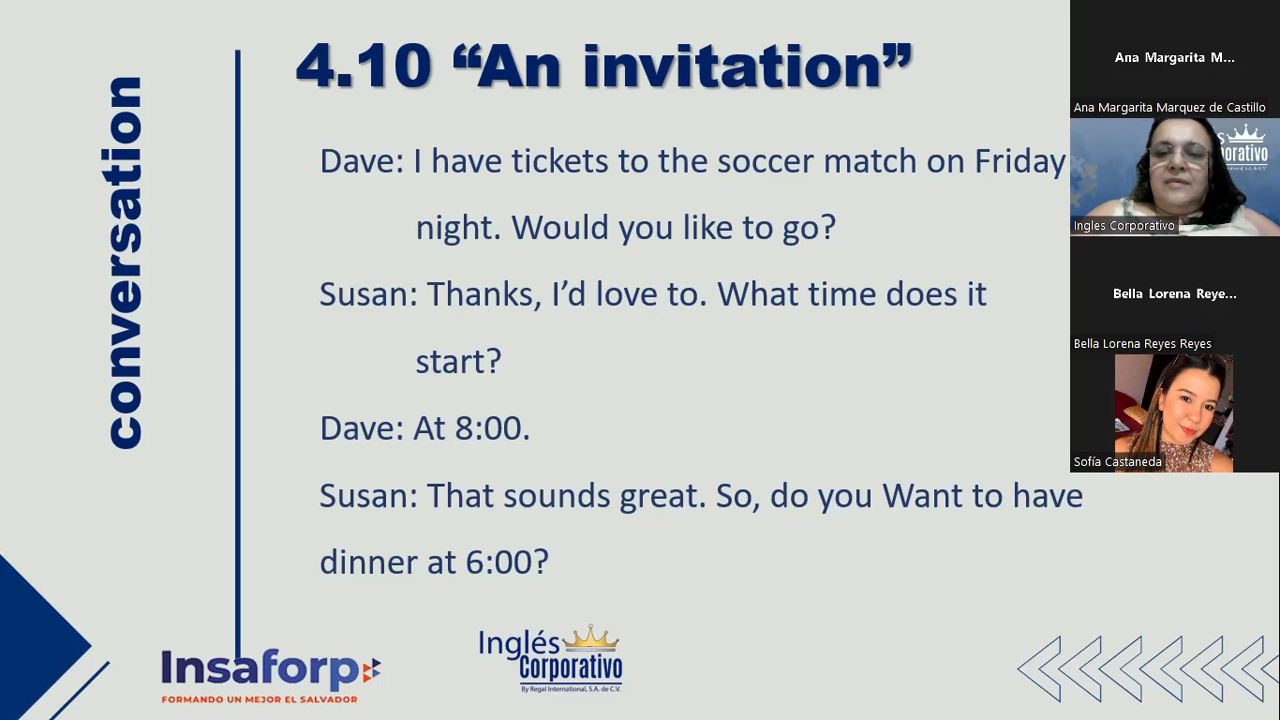 conversation
4.10 “An invitation”
Dave: I have tickets to the soccer match on Friday
night. Would you like to go?
Susan: Thanks, I’d love to. What time does it
start?
Dave: At 8:00.
Susan: That sounds great. So, do you Want to have
dinner at 6:00?
Insaforp
FORMANDO UN MEJOR EL SALVADOR
Inglés
Corporativo
By Regal International, S.A. de C.V.
Ana Margarita M...
Ana Margarita Marquez de Castillo
Ingles Corporativo
Bella Lorena Reye...
Bella Lorena Reyes Reyes
Sofía Castaneda